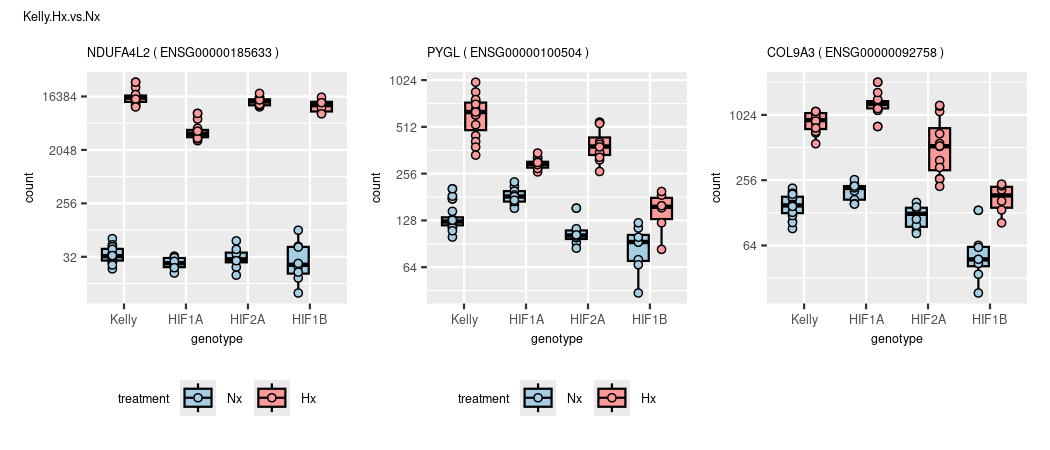 Kelly.Hx.vs.Nx
NDUFA4L2 ( ENSG00000185633 )
16384
2048
256
32
count
Kelly HIF1A HIF2A HIF1B
genotype
treatment Nx Hx
PYGL ( ENSG00000100504 )
1024
512
256
128
64
count
Kelly HIF1A HIF2A HIF1B
genotype
treatment Nx Hx
COL9A3 ( ENSG00000092758 )
1024
256
64
count
Kelly HIF1A HIF2A HIF1B
genotype